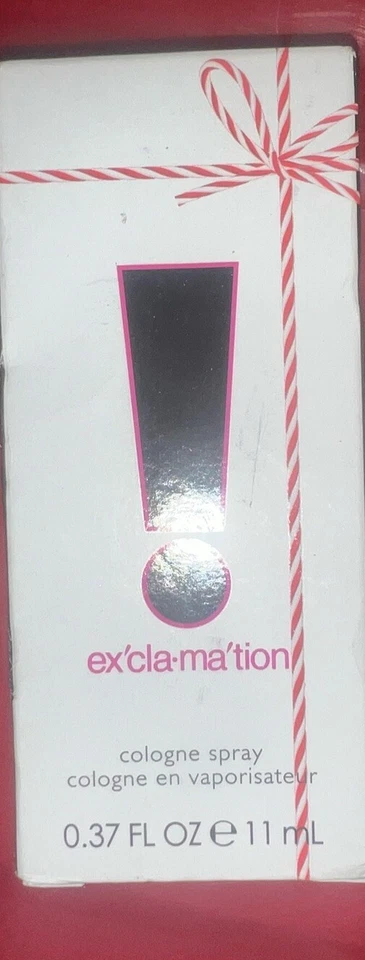 !
ex'cla·ma'tion
cologne spray
cologne en vaporisateur
0.37 FL OZ ℮ 11 mL